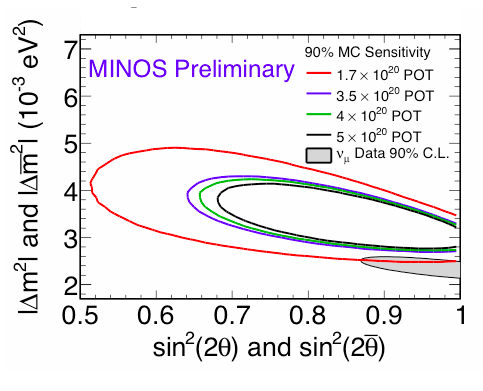 90% MC Sensitivity
MINOS Preliminary
1.7 × 10²⁰ POT
3.5 × 10²⁰ POT
4 × 10²⁰ POT
5 × 10²⁰ POT
νμ Data 90% C.L.
|Δm²| and |Δm̅²| (10⁻³ eV²)
7
6
5
4
3
2
0.5 0.6 0.7 0.8 0.9 1
sin²(2θ) and sin²(2θ̅)